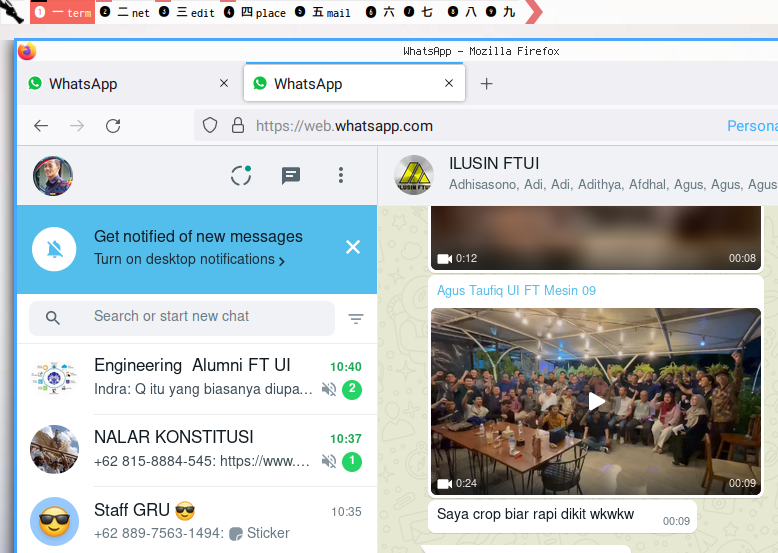 1 一 term 2 二 net 3 三 edit 4 四 place 5 五 mail 6 六 7 七 8 八 9 九
WhatsApp - Mozilla Firefox
WhatsApp × WhatsApp × +
https://web.whatsapp.com Persona
ILUSIN FTUI
Adhisasono, Adi, Adi, Adithya, Afdhal, Agus, Agus, Agus
ILUSIN FTUI
Get notified of new messages
Turn on desktop notifications >
0:12 00:08
Agus Taufiq UI FT Mesin 09
Search or start new chat
Engineering Alumni FT UI 10:40
Indra: Q itu yang biasanya diupa... 2
NALAR KONSTITUSI 10:37
+62 815-8884-545: https://www.... 1
0:24 00:09
Staff GRU 😎 10:35
+62 889-7563-1494: Sticker
Saya crop biar rapi dikit wkwkw 00:09